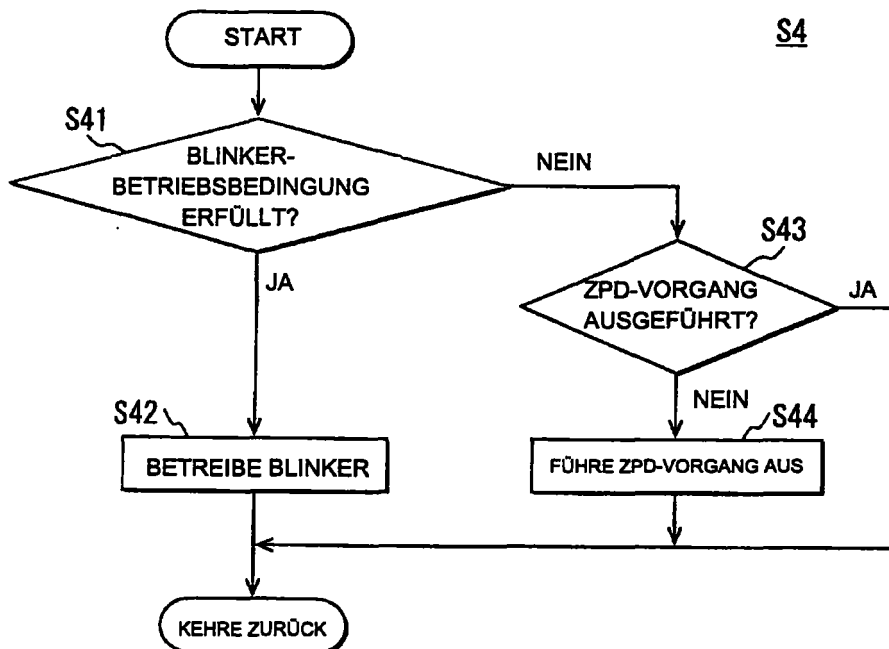 START
S4
S41
BLINKER-
BETRIEBSBEDINGUNG
ERFÜLLT?
NEIN
JA
S43
ZPD-VORGANG
AUSGEFÜHRT?
JA
NEIN
S42
BETREIBE BLINKER
S44
FÜHRE ZPD-VORGANG AUS
KEHRE ZURÜCK